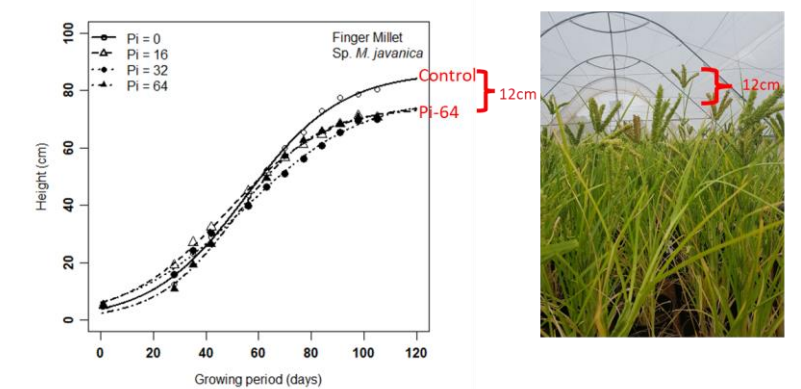 Pi = 0
Pi = 16
Pi = 32
Pi = 64
Finger Millet
Sp. M. javanica
Control
12cm
Pi-64
12cm
Height (cm)
0
20
40
60
80
100
0 20 40 60 80 100 120
Growing period (days)